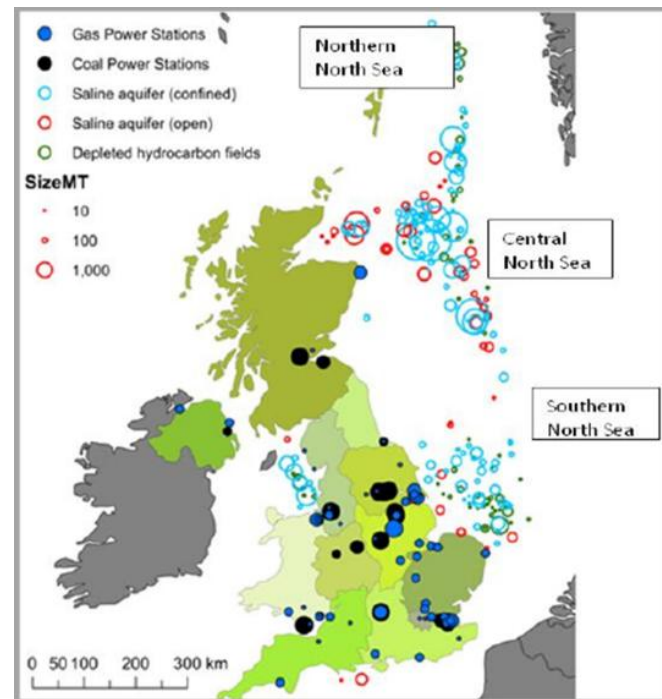 Gas Power Stations
Coal Power Stations
Saline aquifer (confined)
Saline aquifer (open)
Depleted hydrocarbon fields
SizeMT
10
100
1,000
Northern
North Sea
Central
North Sea
Southern
North Sea
0 50 100 200 300 km